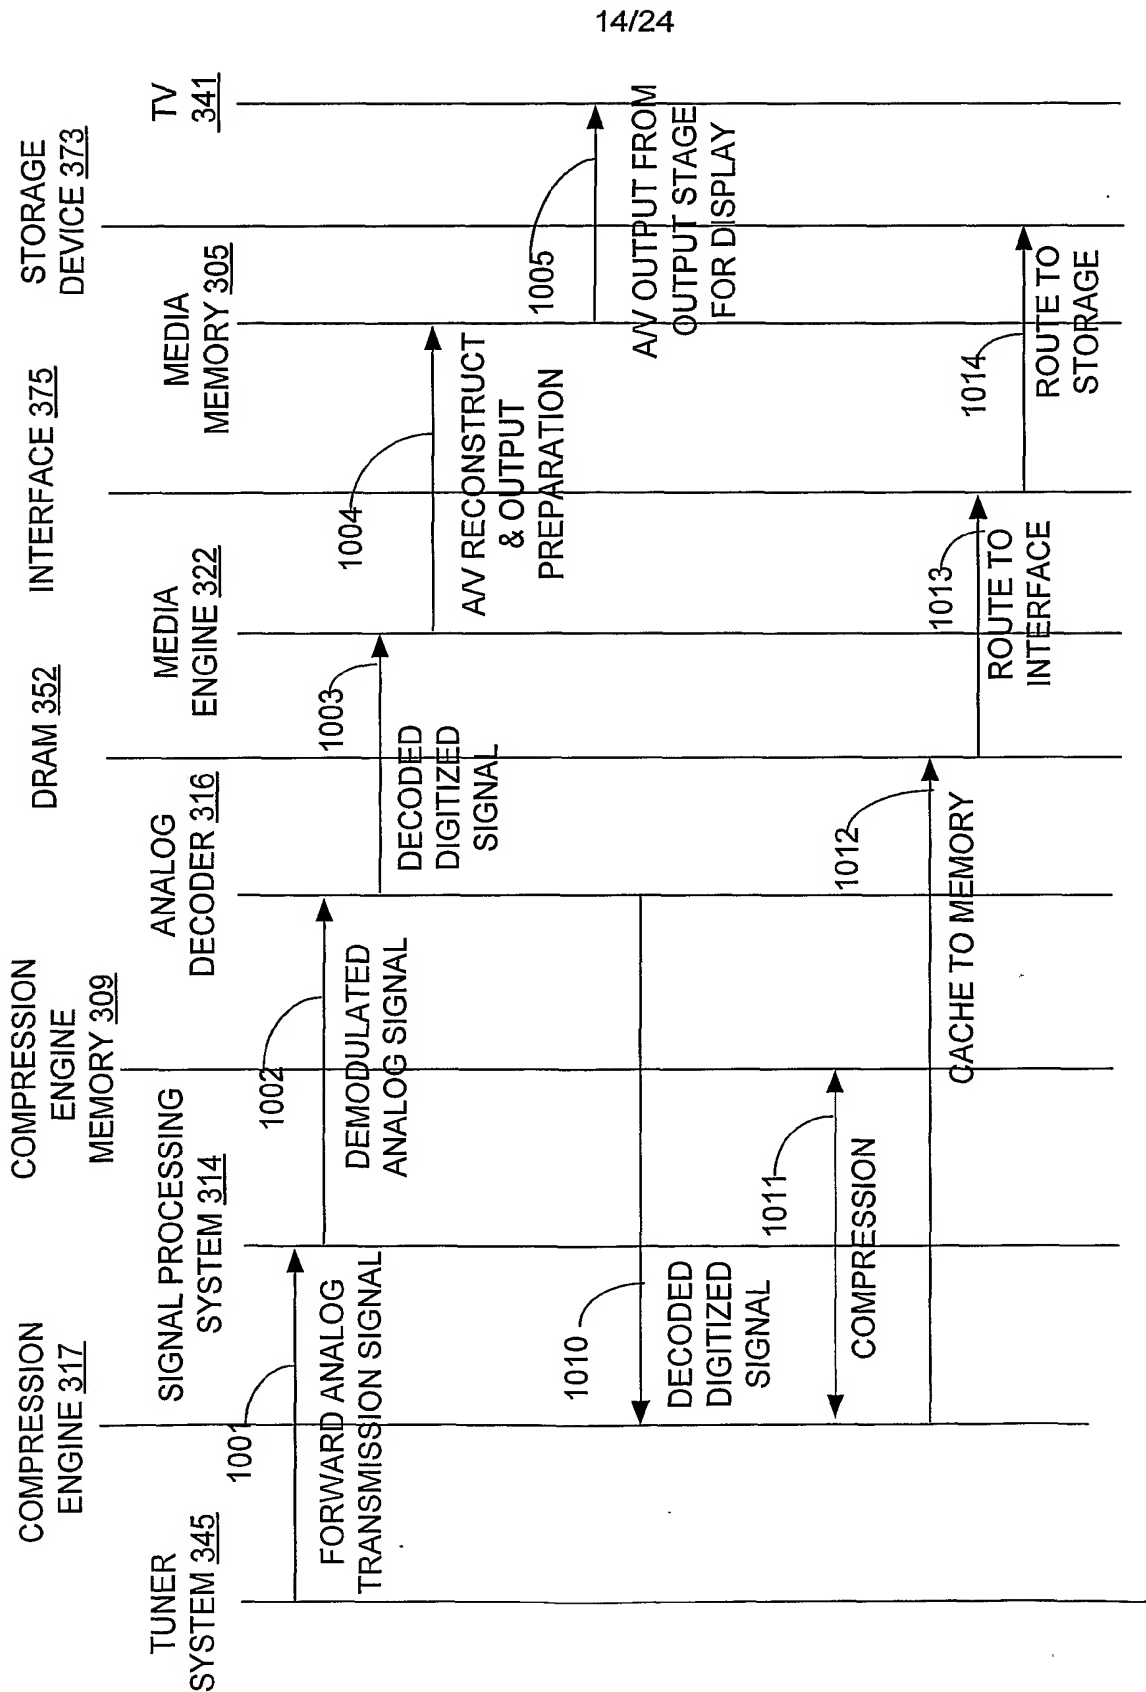 14/24
TUNER
SYSTEM 345
COMPRESSION
ENGINE 317
SIGNAL PROCESSING
SYSTEM 314
COMPRESSION
ENGINE
MEMORY 309
ANALOG
DECODER 316
DRAM 352
MEDIA
ENGINE 322
INTERFACE 375
MEDIA
MEMORY 305
STORAGE
DEVICE 373
TV
341
1001
FORWARD ANALOG
TRANSMISSION SIGNAL
1002
DEMODULATED
ANALOG SIGNAL
1003
DECODED
DIGITIZED
SIGNAL
1004
A/V RECONSTRUCT
& OUTPUT
PREPARATION
1005
A/V OUTPUT FROM
OUTPUT STAGE
FOR DISPLAY
1010
DECODED
DIGITIZED
SIGNAL
1011
COMPRESSION
1012
CACHE TO MEMORY
1013
ROUTE TO
INTERFACE
1014
ROUTE TO
STORAGE